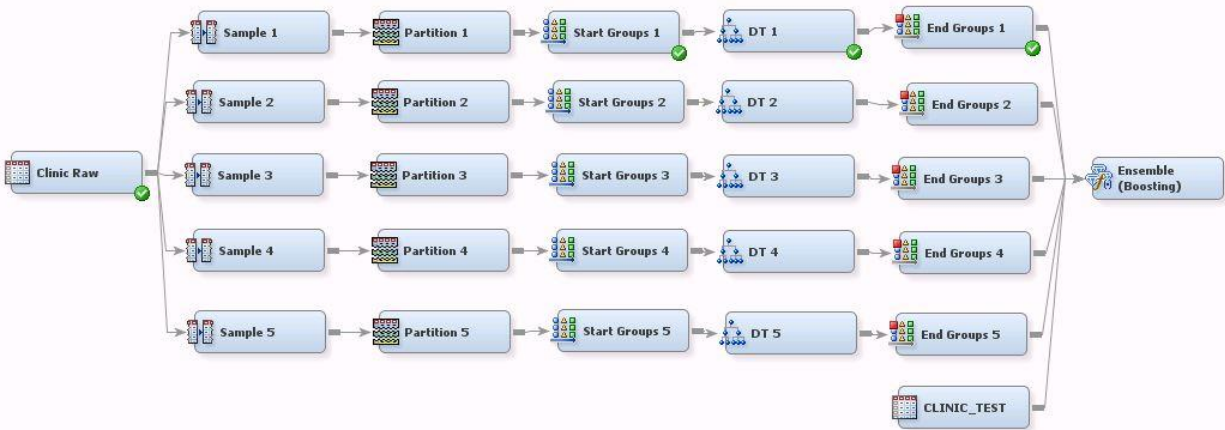 Sample 1
Partition 1
Start Groups 1
DT 1
End Groups 1
Sample 2
Partition 2
Start Groups 2
DT 2
End Groups 2
Clinic Raw
Sample 3
Partition 3
Start Groups 3
DT 3
End Groups 3
Ensemble
(Boosting)
Sample 4
Partition 4
Start Groups 4
DT 4
End Groups 4
Sample 5
Partition 5
Start Groups 5
DT 5
End Groups 5
CLINIC_TEST